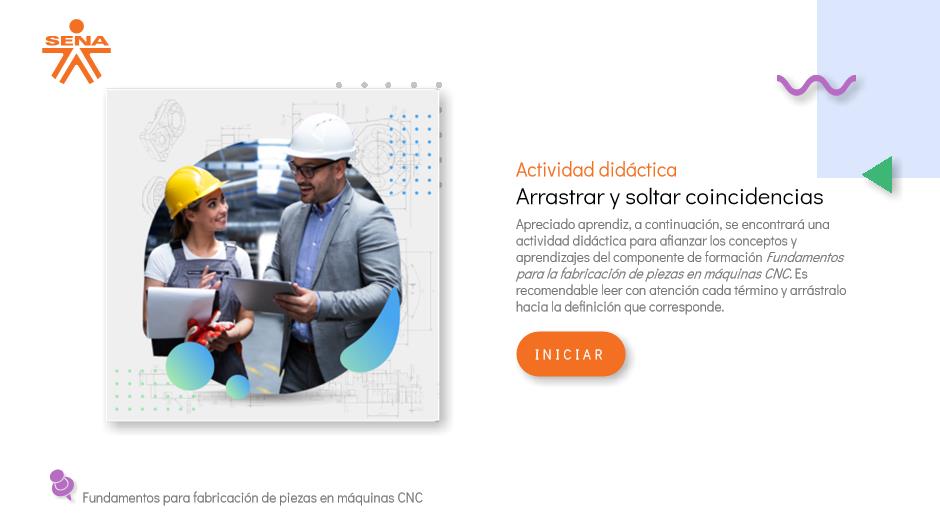 SENA
Actividad didáctica
Arrastrar y soltar coincidencias
Apreciado aprendiz, a continuación, se encontrará una
actividad didáctica para afianzar los conceptos y
aprendizajes del componente de formación Fundamentos
para la fabricación de piezas en máquinas CNC. Es
recomendable leer con atención cada término y arrástralo
hacia la definición que corresponde.
INICIAR
Fundamentos para fabricación de piezas en máquinas CNC